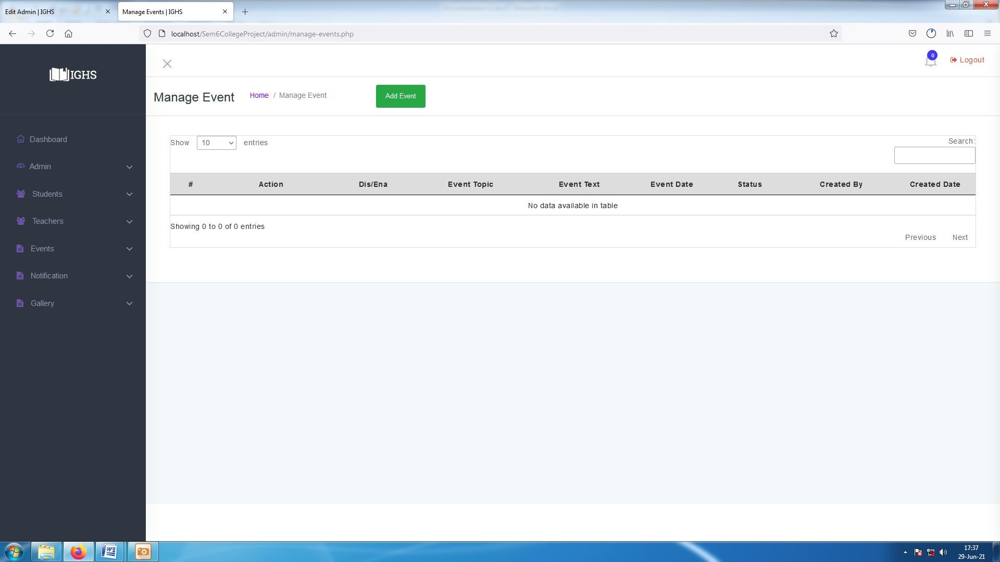 Edit Admin | IGHS
Manage Events | IGHS
localhost/Sem6CollegeProject/admin/manage-events.php
IGHS
0
Logout
Manage Event
Home / Manage Event
Add Event
Dashboard
Admin
Students
Teachers
Events
Notification
Gallery
Show 10 entries
Search:
# Action Dis/Ena Event Topic Event Text Event Date Status Created By Created Date
No data available in table
Showing 0 to 0 of 0 entries
Previous Next
17:37
29-Jun-21